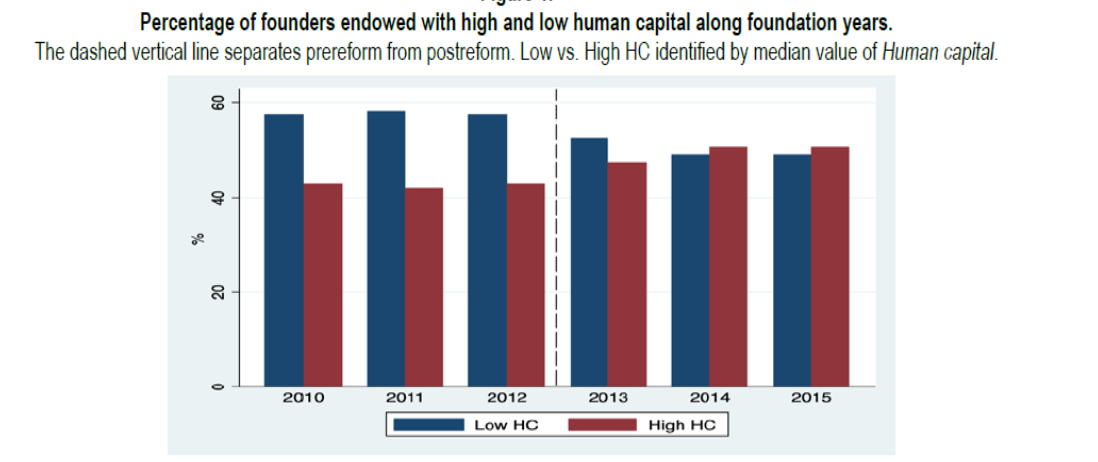 Percentage of founders endowed with high and low human capital along foundation years.
The dashed vertical line separates prereform from postreform. Low vs. High HC identified by median value of Human capital.
60
40
%
20
0
2010 2011 2012 2013 2014 2015
Low HC High HC